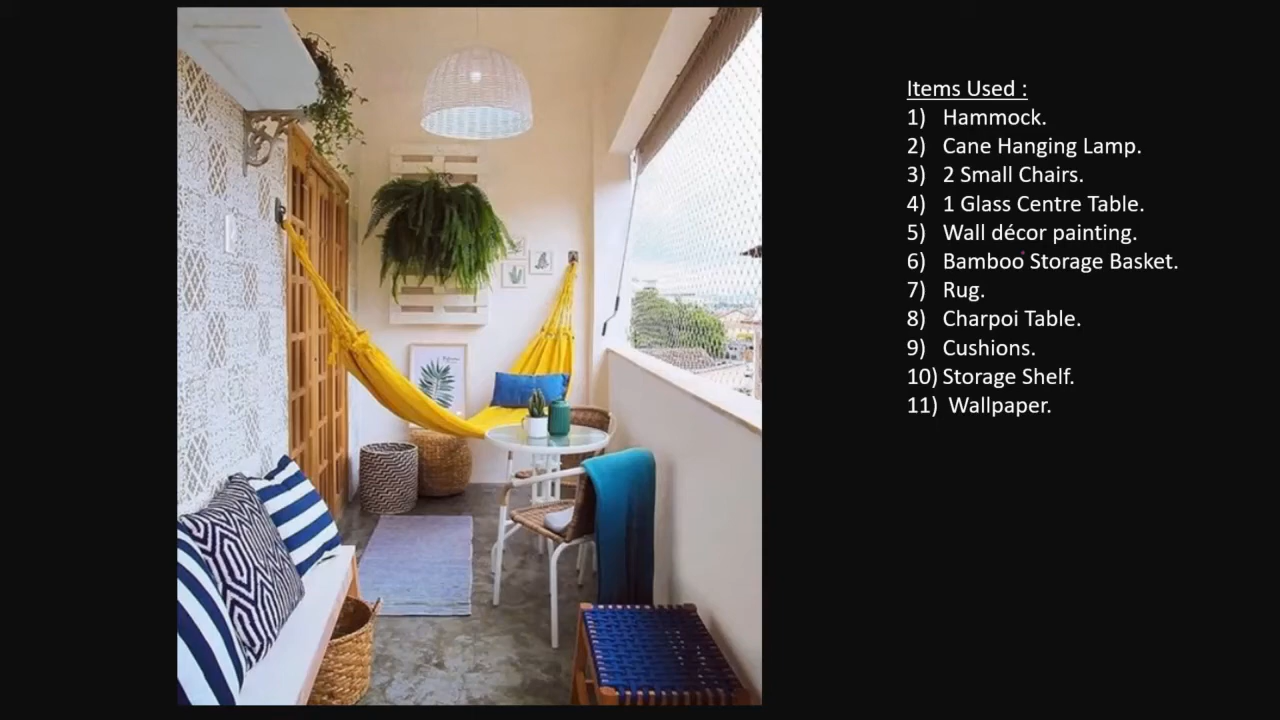 Items Used :
1) Hammock.
2) Cane Hanging Lamp.
3) 2 Small Chairs.
4) 1 Glass Centre Table.
5) Wall décor painting.
6) Bamboo Storage Basket.
7) Rug.
8) Charpoi Table.
9) Cushions.
10) Storage Shelf.
11) Wallpaper.